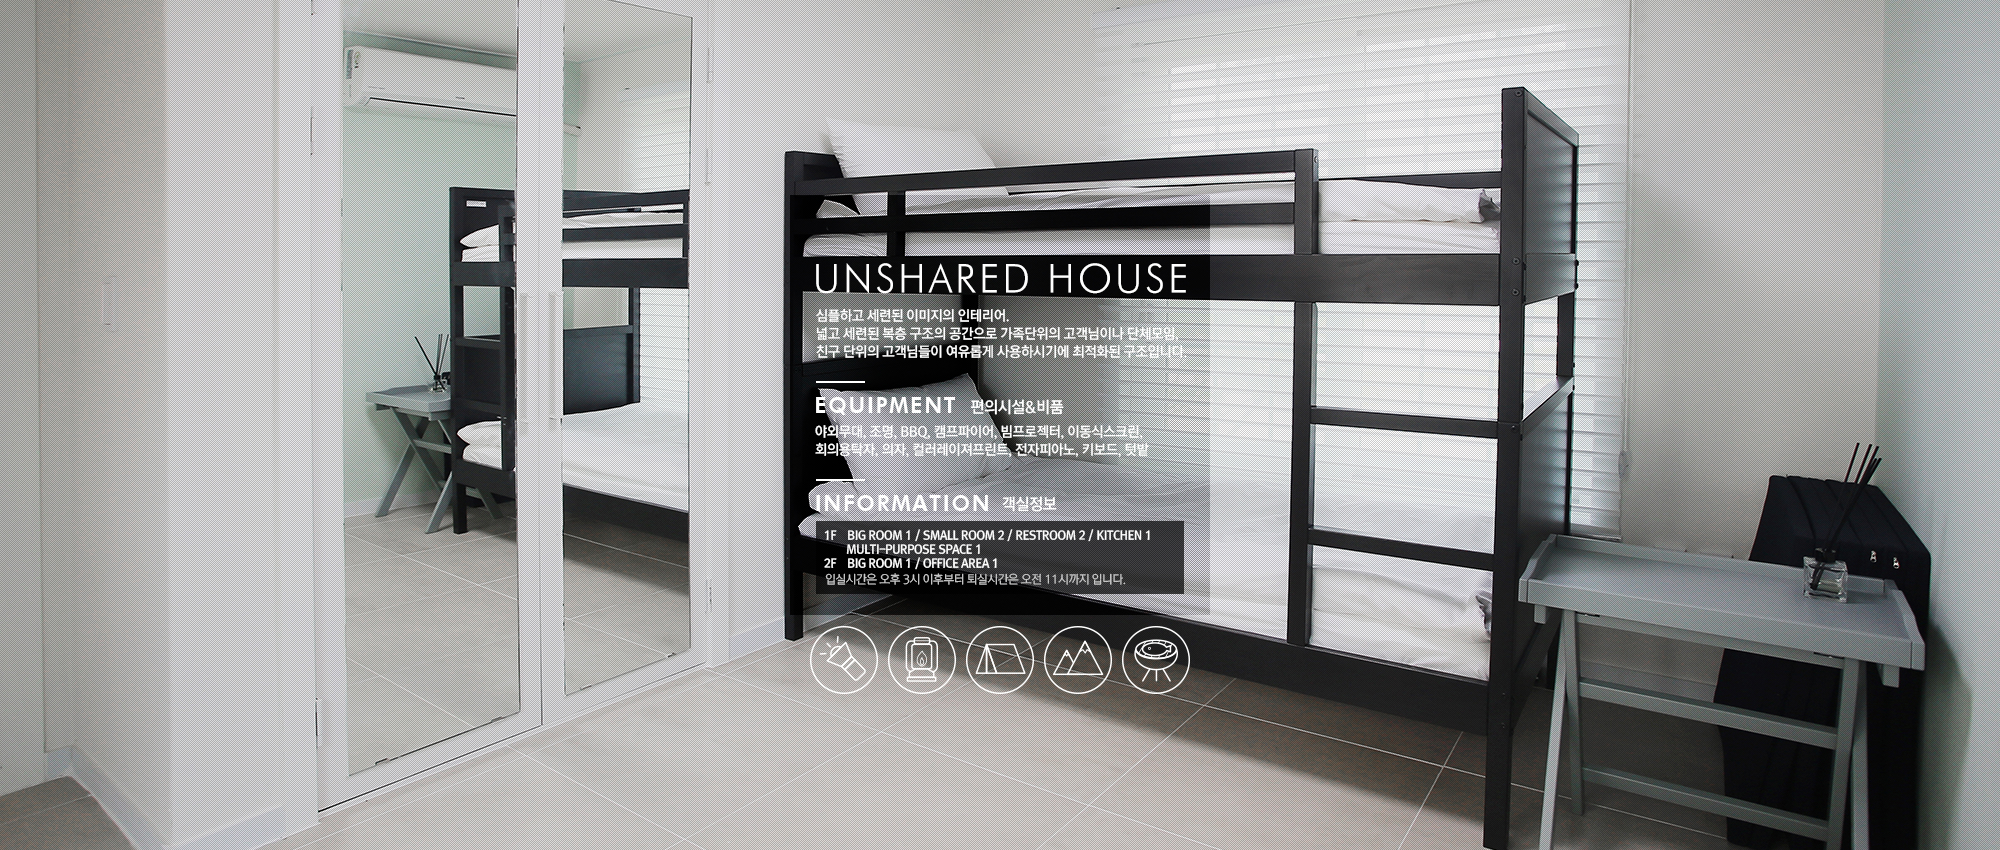 UNSHARED HOUSE
심플하고 세련된 이미지의 인테리어.
넓고 세련된 복층 구조의 공간으로 가족단위의 고객님이나 단체모임,
친구 단위의 고객님들이 여유롭게 사용하시기에 최적화된 구조입니다.
EQUIPMENT 편의시설&비품
야외무대, 조명, BBQ, 캠프파이어, 빔프로젝터, 이동식스크린,
회의용탁자, 의자, 컬러레이져프린트, 전자피아노, 키보드, 텃밭
INFORMATION 객실정보
1F BIG ROOM 1 / SMALL ROOM 2 / RESTROOM 2 / KITCHEN 1
MULTI-PURPOSE SPACE 1
2F BIG ROOM 1 / OFFICE AREA 1
입실시간은 오후 3시 이후부터 퇴실시간은 오전 11시까지 입니다.